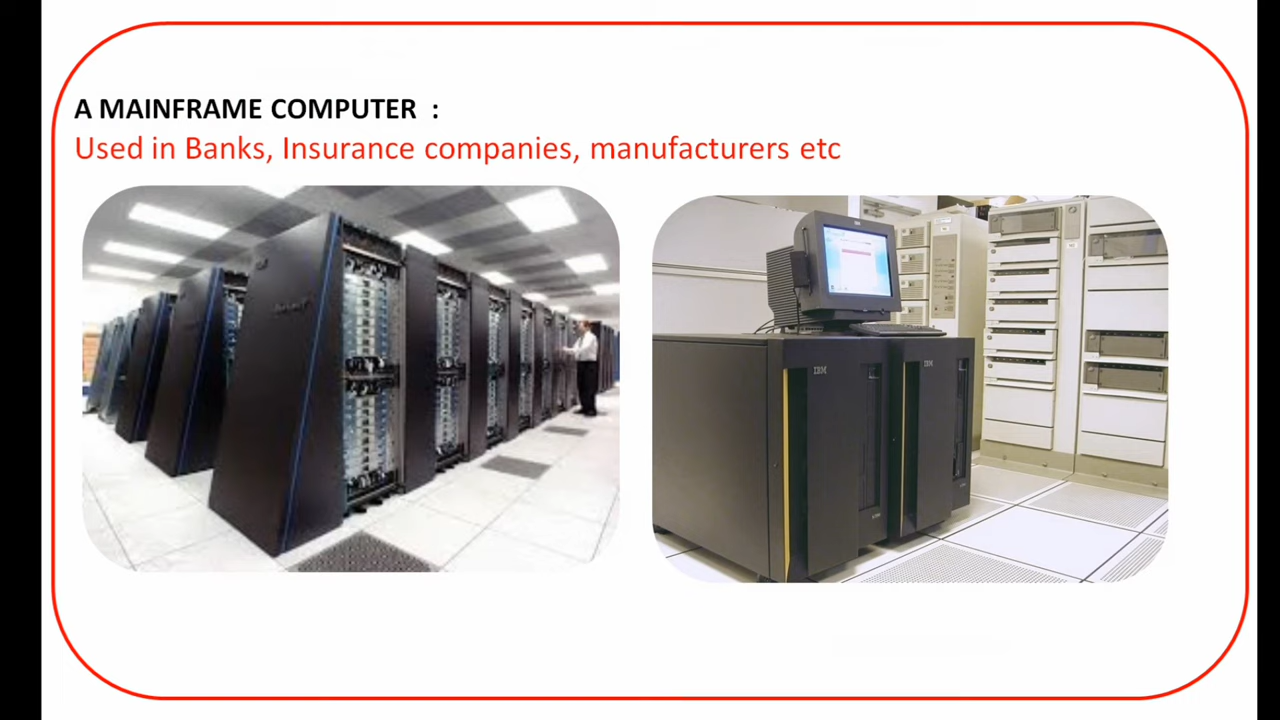 A MAINFRAME COMPUTER :
Used in Banks, Insurance companies, manufacturers etc
IBM
IBM